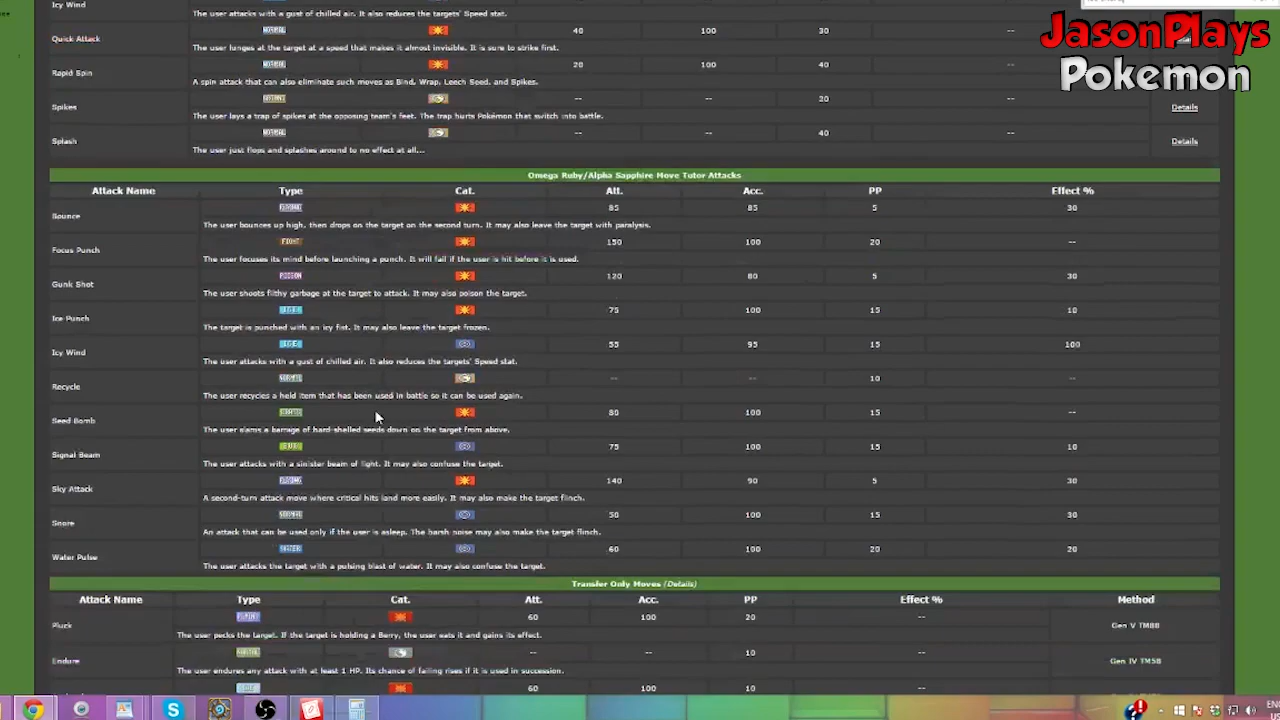 Icy Wind
The user attacks with a gust of chilled air. It also reduces the targets' Speed stat.
JasonPlays
Pokemon
Quick Attack NORMAL 40 100 30 --
The user lunges at the target at a speed that makes it almost invisible. It is sure to strike first.
Rapid Spin NORMAL 20 100 40 --
A spin attack that can also eliminate such moves as Bind, Wrap, Leech Seed, and Spikes.
Spikes -- -- 20 -- Details
The user lays a trap of spikes at the opposing team's feet. The trap hurts Pokémon that switch into battle.
Splash NORMAL -- -- 40 -- Details
The user just flops and splashes around to no effect at all...
Omega Ruby/Alpha Sapphire Move Tutor Attacks
Attack Name Type Cat. Att. Acc. PP Effect %
Bounce FLYING 85 85 5 30
The user bounces up high, then drops on the target on the second turn. It may also leave the target with paralysis.
Focus Punch FIGHT 150 100 20 --
The user focuses its mind before launching a punch. It will fail if the user is hit before it is used.
Gunk Shot POISON 120 80 5 30
The user shoots filthy garbage at the target to attack. It may also poison the target.
Ice Punch ICE 75 100 15 10
The target is punched with an icy fist. It may also leave the target frozen.
Icy Wind ICE 55 95 15 100
The user attacks with a gust of chilled air. It also reduces the targets' Speed stat.
Recycle NORMAL -- -- 10 --
The user recycles a held item that has been used in battle so it can be used again.
Seed Bomb GRASS 80 100 15 --
The user slams a barrage of hard-shelled seeds down on the target from above.
Signal Beam BUG 75 100 15 10
The user attacks with a sinister beam of light. It may also confuse the target.
Sky Attack FLYING 140 90 5 30
A second-turn attack move where critical hits land more easily. It may also make the target flinch.
Snore NORMAL 50 100 15 30
An attack that can be used only if the user is asleep. The harsh noise may also make the target flinch.
Water Pulse WATER 60 100 20 20
The user attacks the target with a pulsing blast of water. It may also confuse the target.
Transfer Only Moves (Details)
Attack Name Type Cat. Att. Acc. PP Effect % Method
Pluck FLYING 60 100 20 -- Gen V TM88
The user pecks the target. If the target is holding a Berry, the user eats it and gains its effect.
Endure NORMAL -- -- 10 -- Gen IV TM58
The user endures any attack with at least 1 HP. Its chance of failing rises if it is used in succession.
60 100 10 --